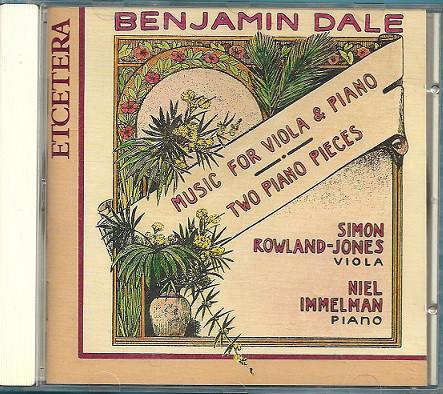 BENJAMIN DALE
ETCETERA
MUSIC FOR VIOLA & PIANO
TWO PIANO PIECES
SIMON
ROWLAND-JONES
VIOLA
NIEL
IMMELMAN
PIANO